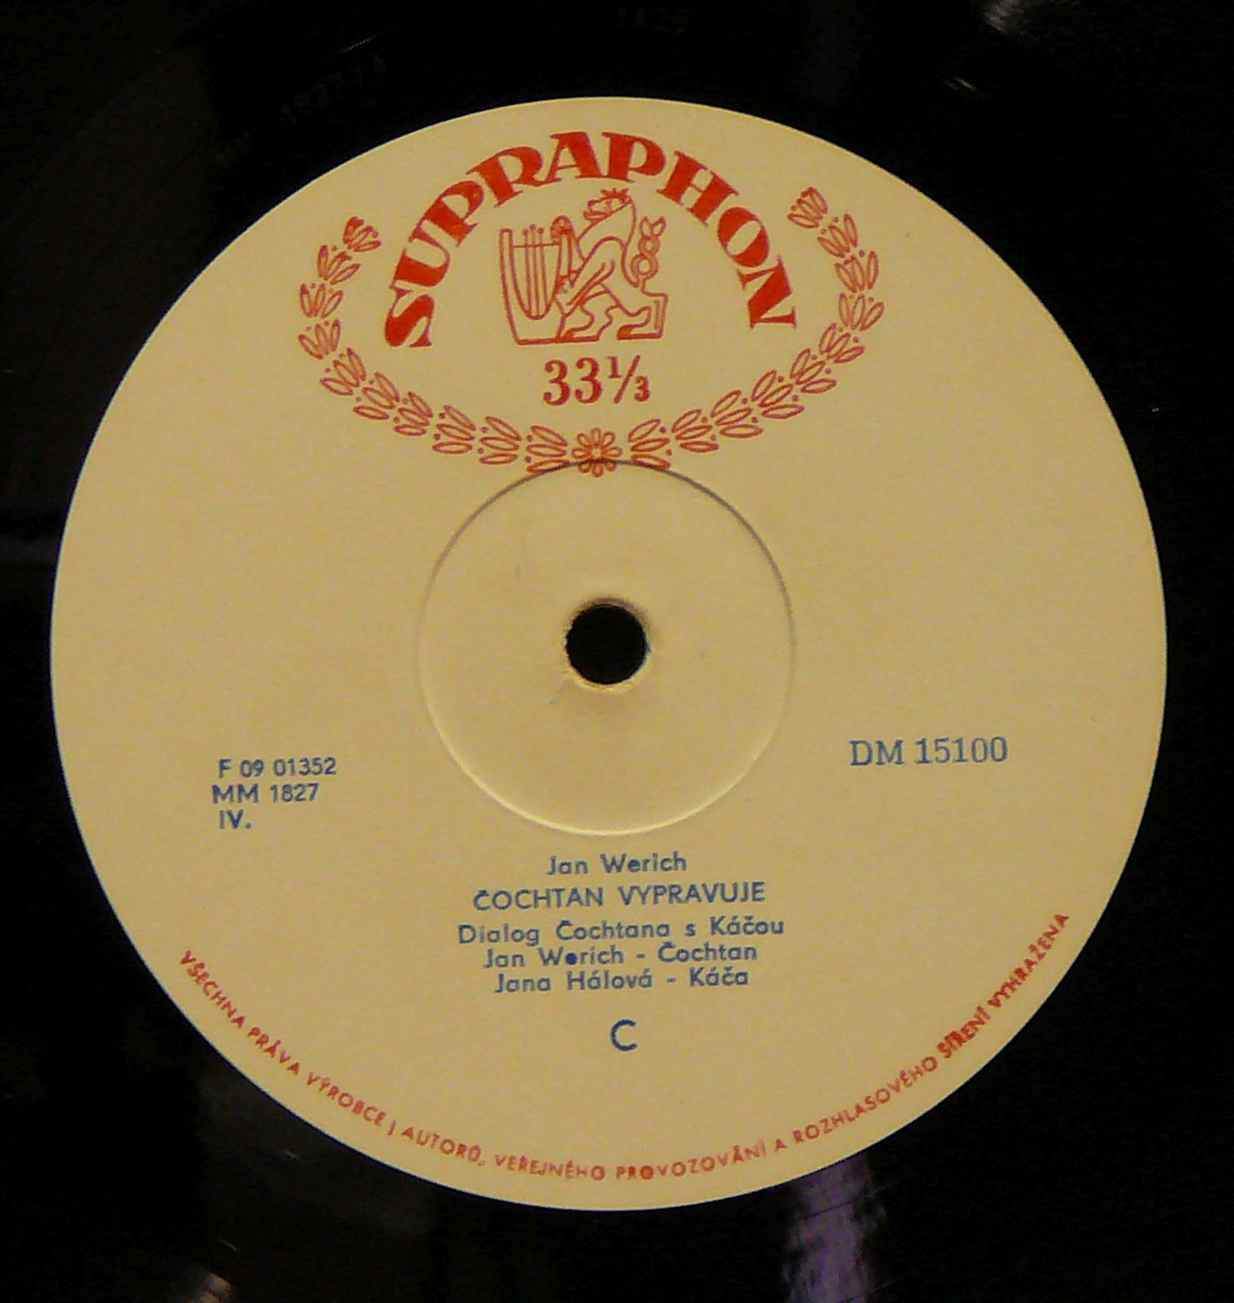 SUPRAPHON
33⅓
F 09 01352
MM 1827
IV.
DM 15100
Jan Werich
ČOCHTAN VYPRAVUJE
Dialog Čochtana s Káčou
Jan Werich - Čochtan
Jana Hálová - Káča
C
VŠECHNA PRÁVA VÝROBCE I AUTORŮ, VEŘEJNÉHO PROVOZOVÁNÍ A ROZHLASOVÉHO ŠÍŘENÍ VYHRAŽENA